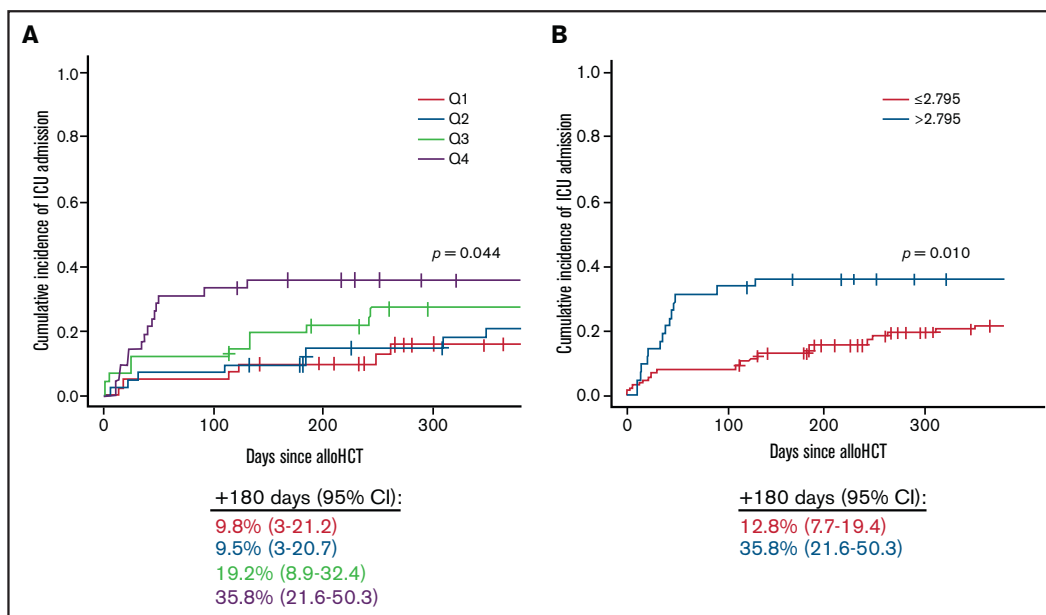 A
Cumulative incidence of ICU admission
1.0
0.8
0.6
0.4
0.2
0.0
Q1
Q2
Q3
Q4
p = 0.044
0 100 200 300
Days since alloHCT
+180 days (95% CI):
9.8% (3-21.2)
9.5% (3-20.7)
19.2% (8.9-32.4)
35.8% (21.6-50.3)
B
Cumulative incidence of ICU admission
1.0
0.8
0.6
0.4
0.2
0.0
≤2.795
>2.795
p = 0.010
0 100 200 300
Days since alloHCT
+180 days (95% CI):
12.8% (7.7-19.4)
35.8% (21.6-50.3)